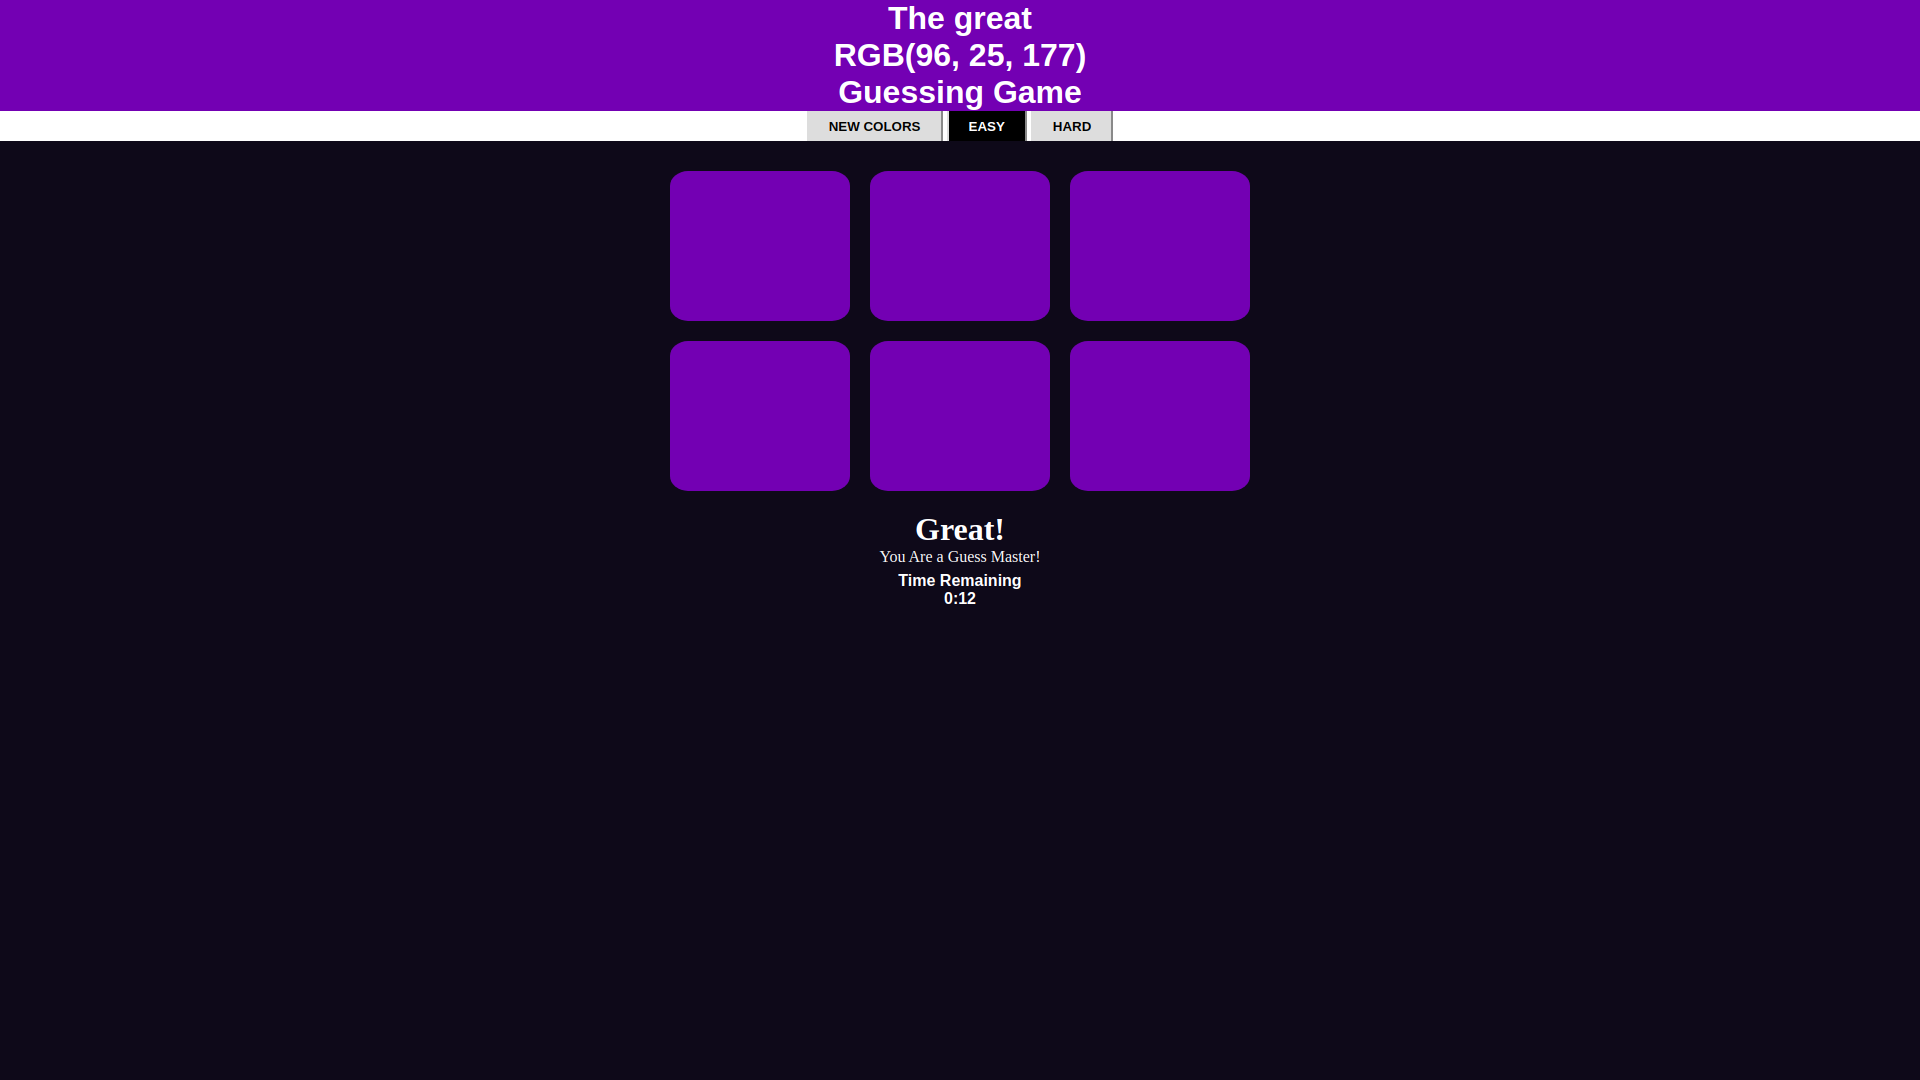 The great
RGB(96, 25, 177)
Guessing Game
NEW COLORS EASY HARD
Great!
You Are a Guess Master!
Time Remaining
0:12